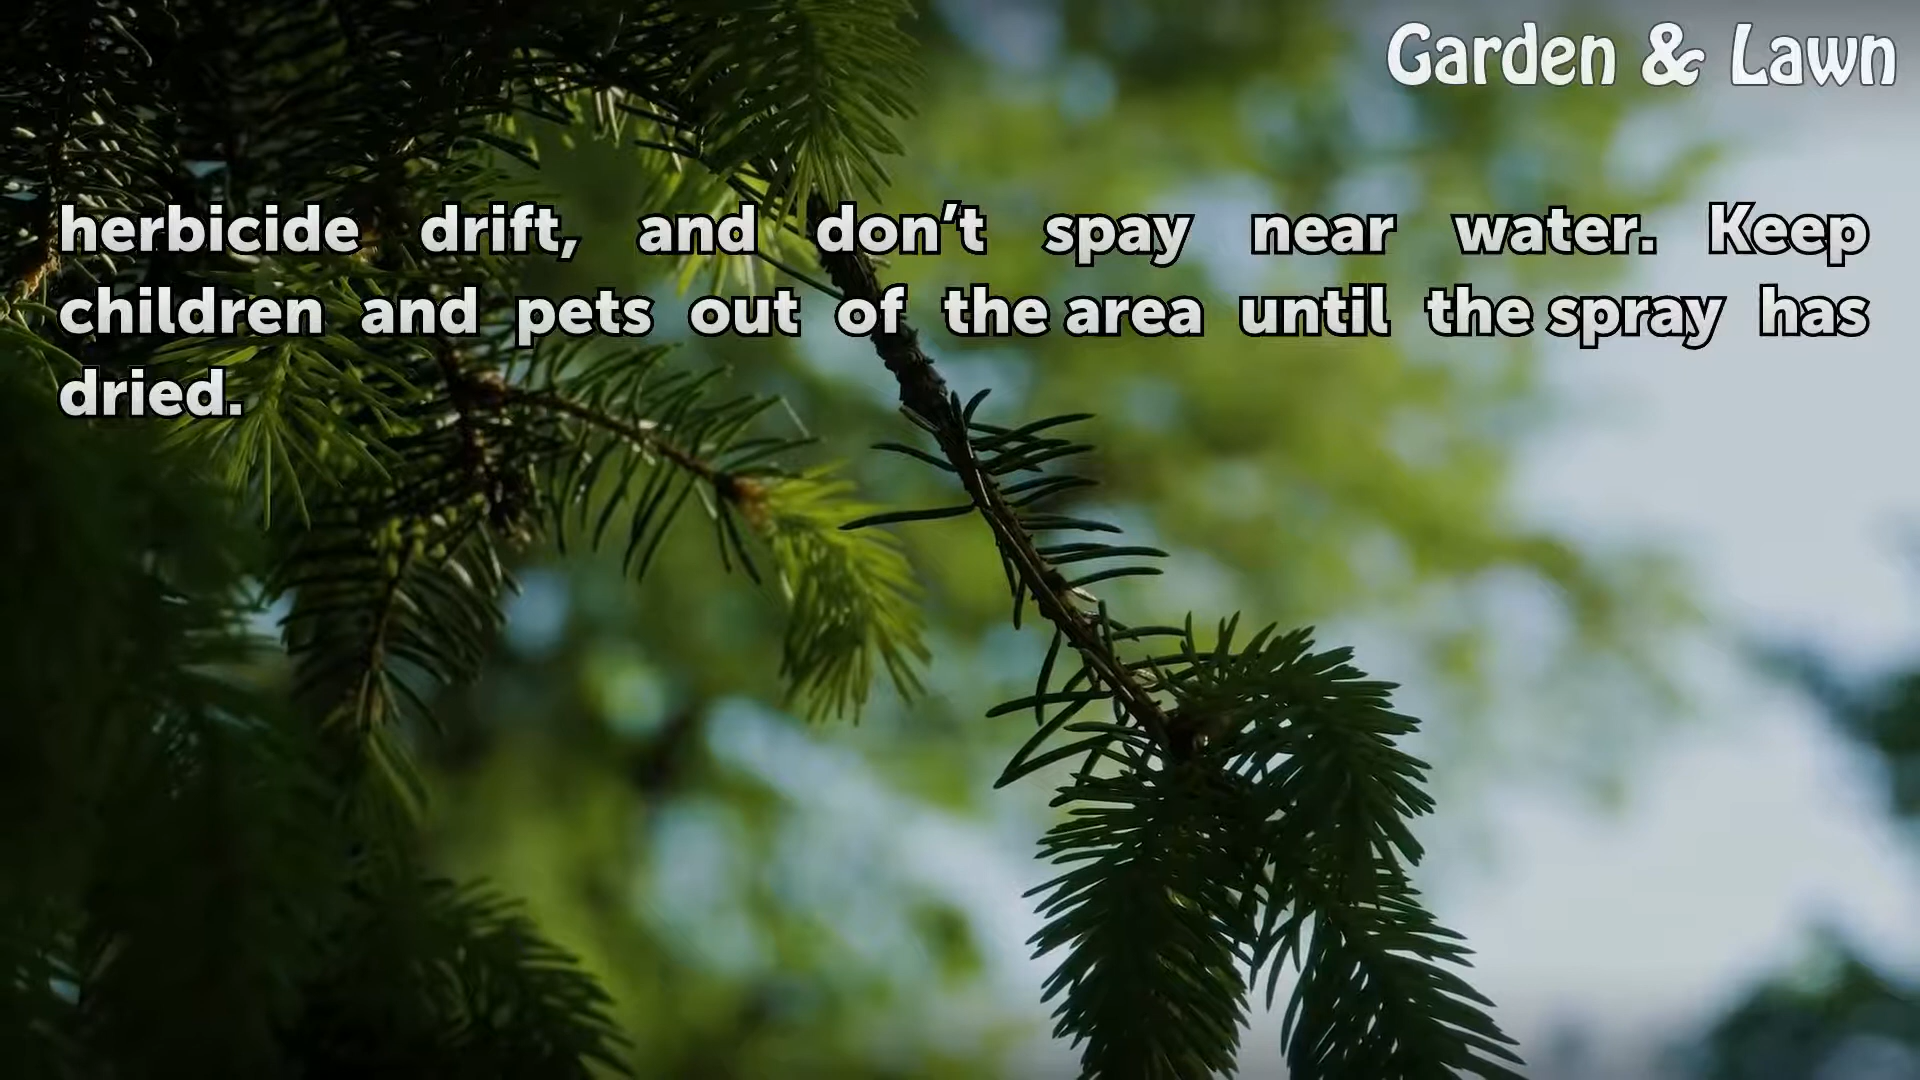 Garden & Lawn
herbicide drift, and don’t spay near water. Keep
children and pets out of the area until the spray has
dried.